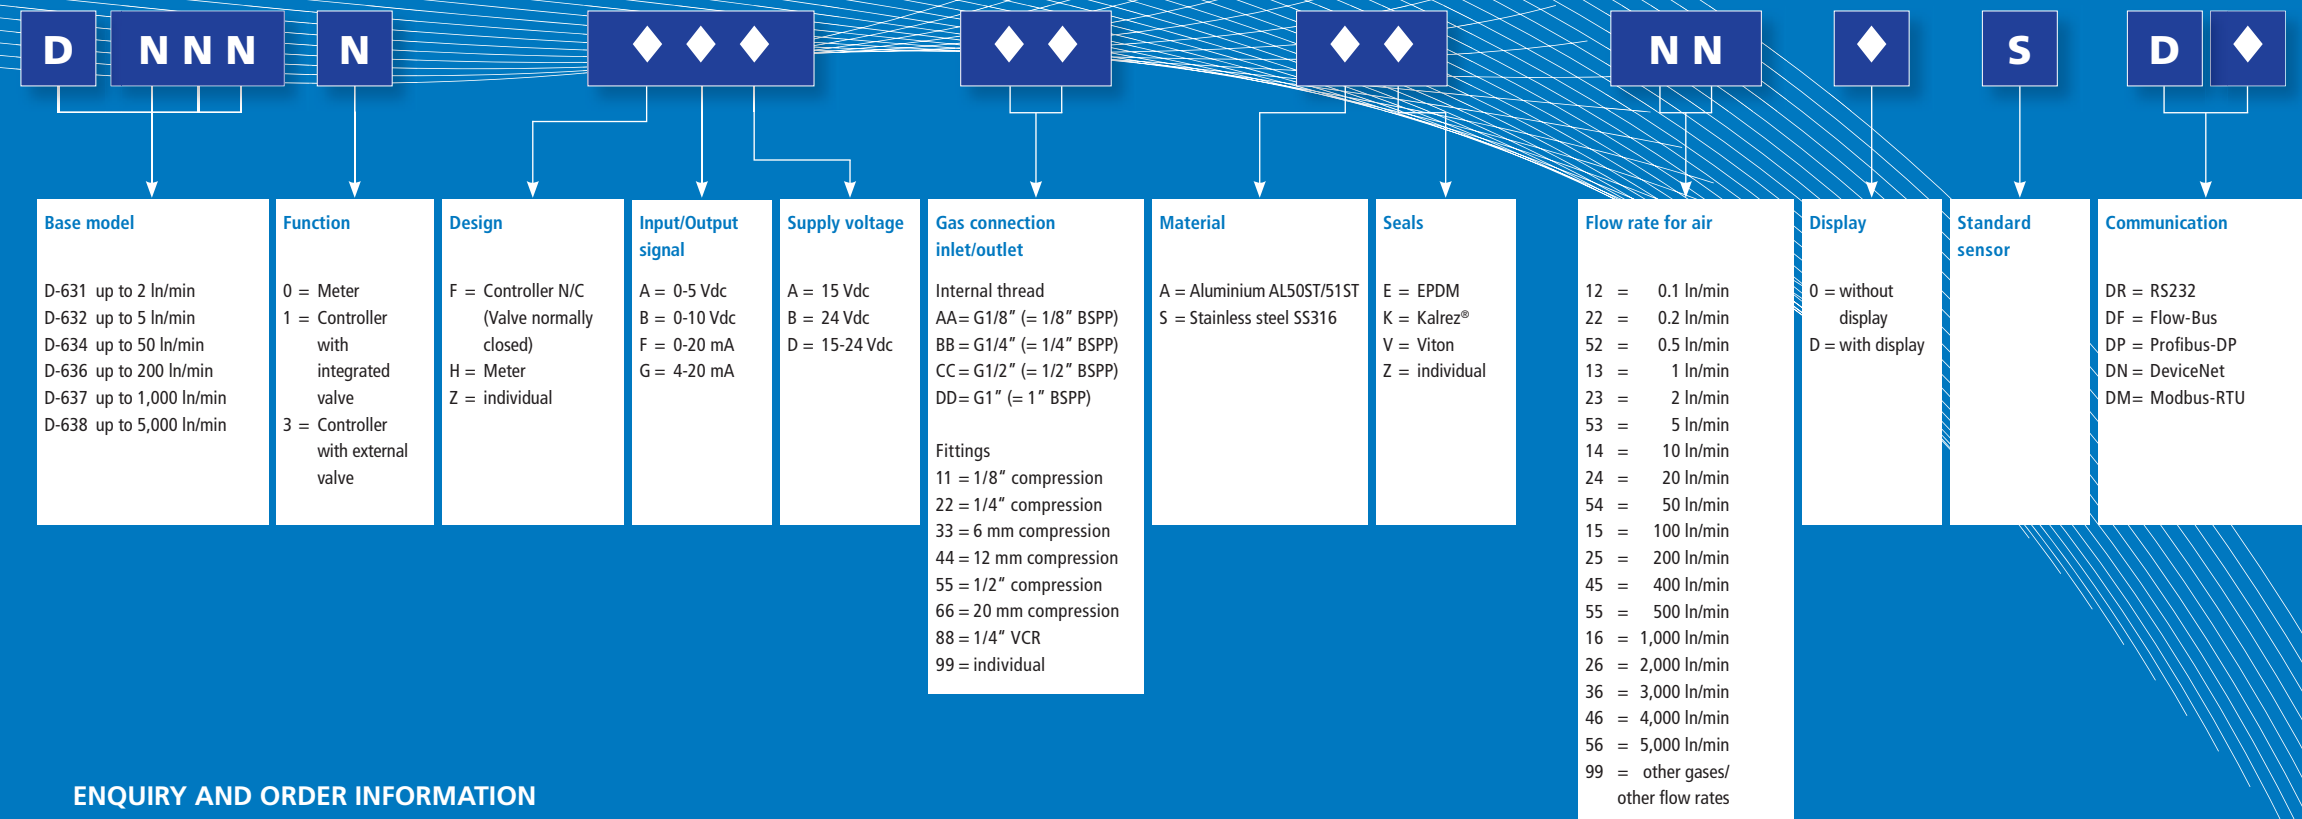 D NNN N ♦♦♦ ♦♦ ♦♦ NN ♦ S D ♦
Base model
D-631 up to 2 ln/min
D-632 up to 5 ln/min
D-634 up to 50 ln/min
D-636 up to 200 ln/min
D-637 up to 1,000 ln/min
D-638 up to 5,000 ln/min
Function
0 = Meter
1 = Controller
with
integrated
valve
3 = Controller
with external
valve
Design
F = Controller N/C
(Valve normally
closed)
H = Meter
Z = individual
Input/Output
signal
A = 0-5 Vdc
B = 0-10 Vdc
F = 0-20 mA
G = 4-20 mA
Supply voltage
A = 15 Vdc
B = 24 Vdc
D = 15-24 Vdc
Gas connection
inlet/outlet
Internal thread
AA= G1/8″ (= 1/8″ BSPP)
BB = G1/4″ (= 1/4″ BSPP)
CC = G1/2″ (= 1/2″ BSPP)
DD= G1″ (= 1″ BSPP)
Fittings
11 = 1/8“ compression
22 = 1/4“ compression
33 = 6 mm compression
44 = 12 mm compression
55 = 1/2“ compression
66 = 20 mm compression
88 = 1/4“ VCR
99 = individual
Material
A = Aluminium AL50ST/51ST
S = Stainless steel SS316
Seals
E = EPDM
K = Kalrez®
V = Viton
Z = individual
Flow rate for air
12 = 0.1 ln/min
22 = 0.2 ln/min
52 = 0.5 ln/min
13 = 1 ln/min
23 = 2 ln/min
53 = 5 ln/min
14 = 10 ln/min
24 = 20 ln/min
54 = 50 ln/min
15 = 100 ln/min
25 = 200 ln/min
45 = 400 ln/min
55 = 500 ln/min
16 = 1,000 ln/min
26 = 2,000 ln/min
36 = 3,000 ln/min
46 = 4,000 ln/min
56 = 5,000 ln/min
99 = other gases/
other flow rates
Display
0 = without
display
D = with display
Standard
sensor
Communication
DR = RS232
DF = Flow-Bus
DP = Profibus-DP
DN = DeviceNet
DM= Modbus-RTU
ENQUIRY AND ORDER INFORMATION